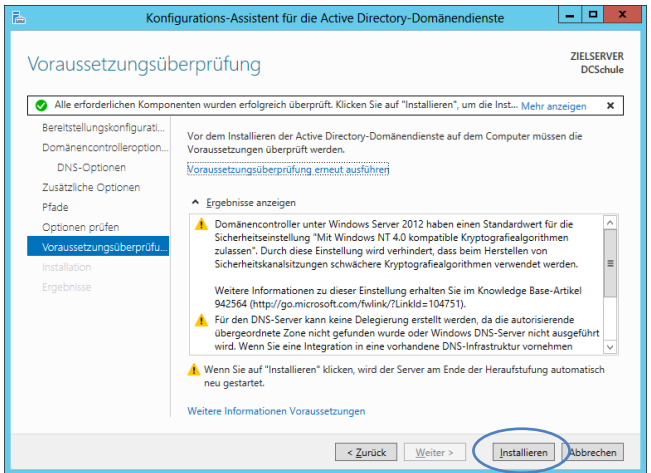 Konfigurations-Assistent für die Active Directory-Domänendienste
Voraussetzungsüberprüfung
ZIELSERVER
DCSchule
Alle erforderlichen Komponenten wurden erfolgreich überprüft. Klicken Sie auf "Installieren", um die Inst... Mehr anzeigen
Bereitstellungskonfigurati...
Domänencontrolleroption...
DNS-Optionen
Zusätzliche Optionen
Pfade
Optionen prüfen
Voraussetzungsüberprüfu...
Installation
Ergebnisse
Vor dem Installieren der Active Directory-Domänendienste auf dem Computer müssen die
Voraussetzungen überprüft werden.
Voraussetzungsüberprüfung erneut ausführen
Ergebnisse anzeigen
Domänencontroller unter Windows Server 2012 haben einen Standardwert für die
Sicherheitseinstellung "Mit Windows NT 4.0 kompatible Kryptografiealgorithmen
zulassen". Durch diese Einstellung wird verhindert, dass beim Herstellen von
Sicherheitskanalsitzungen schwächere Kryptografiealgorithmen verwendet werden.
Weitere Informationen zu dieser Einstellung erhalten Sie im Knowledge Base-Artikel
942564 (http://go.microsoft.com/fwlink/?LinkId=104751).
Für den DNS-Server kann keine Delegierung erstellt werden, da die autorisierende
übergeordnete Zone nicht gefunden wurde oder Windows DNS-Server nicht ausgeführt
wird. Wenn Sie eine Integration in eine vorhandene DNS-Infrastruktur vornehmen
Wenn Sie auf "Installieren" klicken, wird der Server am Ende der Heraufstufung automatisch
neu gestartet.
Weitere Informationen Voraussetzungen
< Zurück
Weiter >
Installieren
Abbrechen